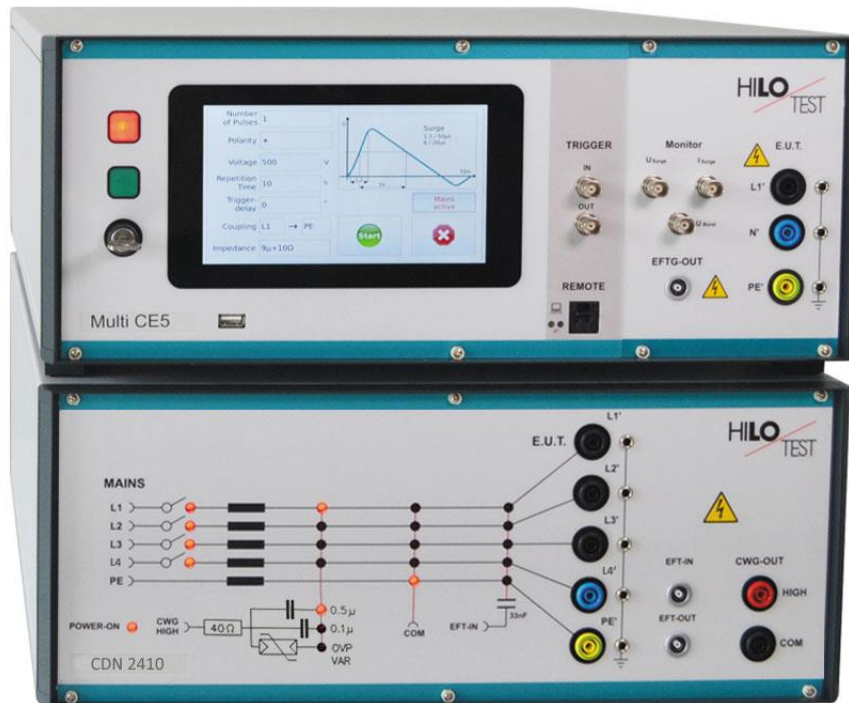 HILO
TEST
Number
of Pulses 1
Polarity +
Voltage 500 V
Repetition
Time 10 s
Trigger-
delay 0 °
Coupling L1 → PE
Impedance 9µ+10Ω
Surge
Mains
active
Start
TRIGGER
IN
OUT
REMOTE
Monitor
U Surge
I Surge
EFTG-OUT
E.U.T.
L1'
N'
PE'
Multi CE5
HILO
TEST
MAINS
L1
L2
L3
L4
PE
POWER-ON
CWG
HIGH
40Ω
0.5µ
0.1µ
OVP
VAR
COM
EFT-IN
33nF
E.U.T.
L1'
L2'
L3'
L4'
PE'
EFT-IN
EFT-OUT
CWG-OUT
HIGH
COM
CDN 2410